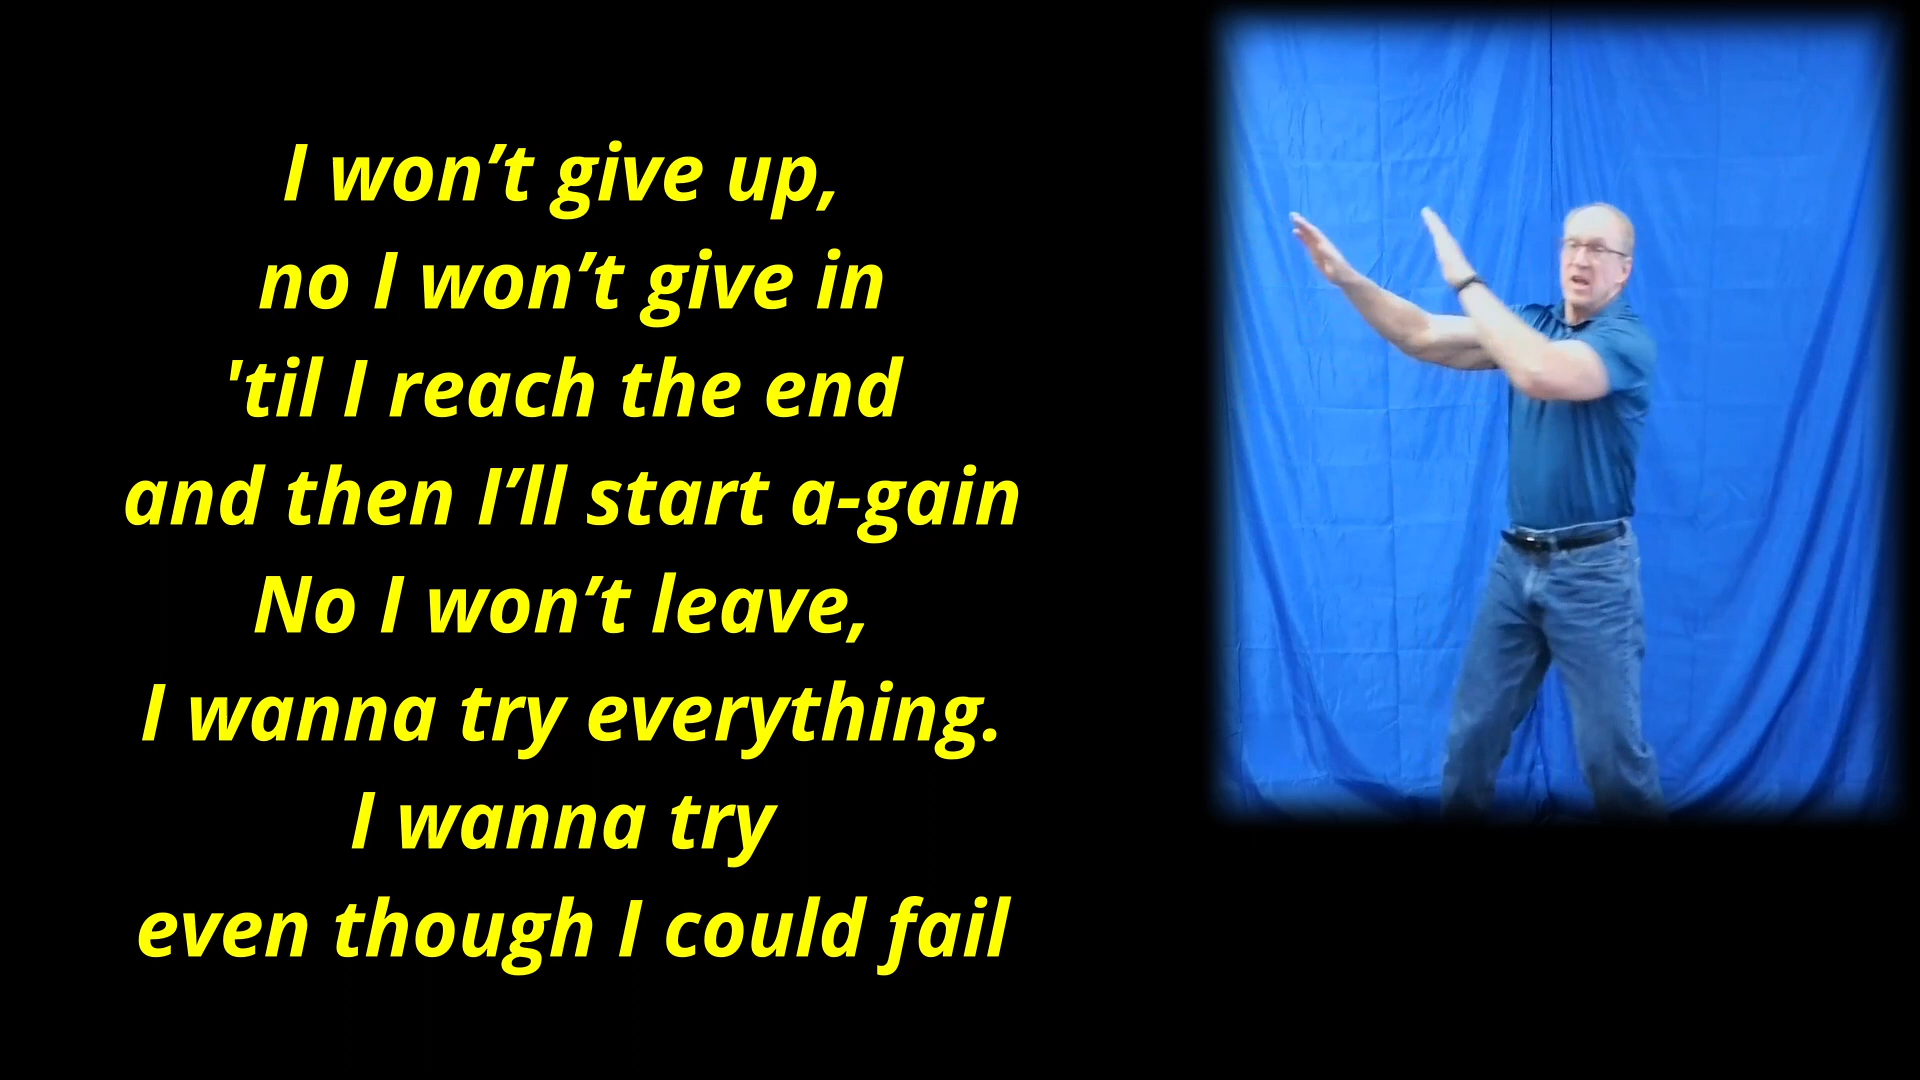 I won’t give up,
no I won’t give in
'til I reach the end
and then I’ll start a-gain
No I won’t leave,
I wanna try everything.
I wanna try
even though I could fail